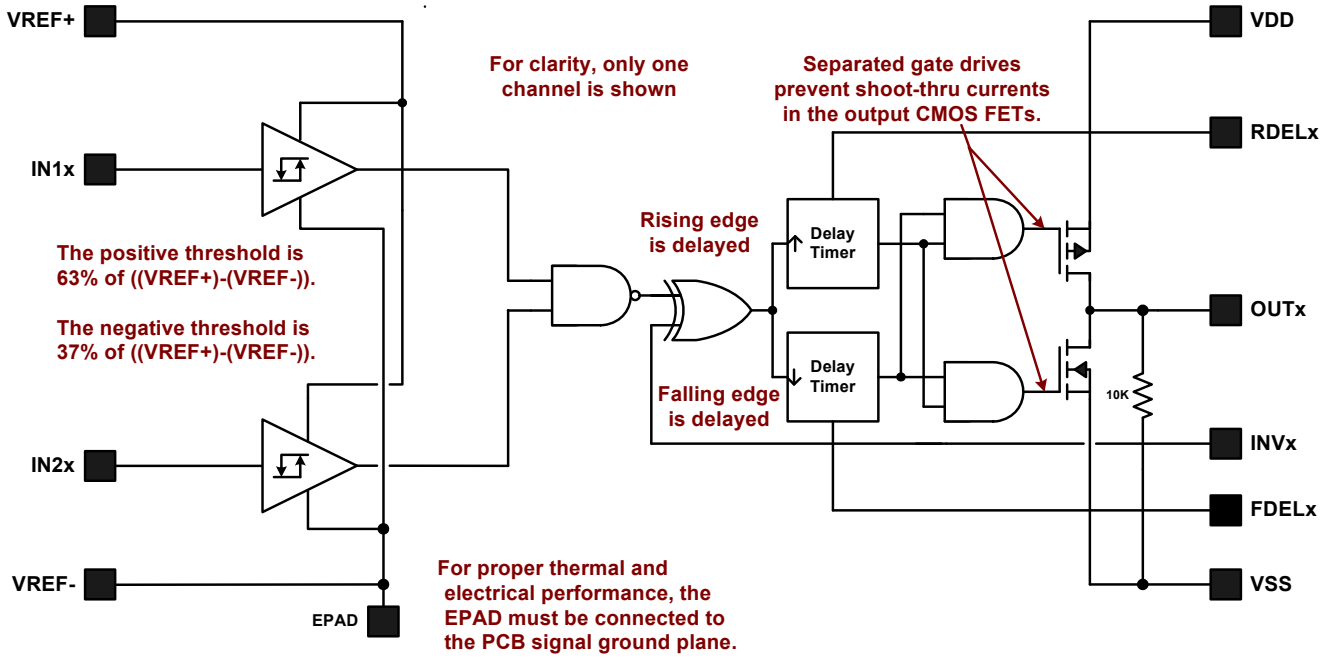 VREF+
VDD
For clarity, only one
channel is shown
Separated gate drives
prevent shoot-thru currents
in the output CMOS FETs.
RDELx
IN1x
Rising edge
is delayed
Delay
Timer
The positive threshold is
63% of ((VREF+)-(VREF-)).
The negative threshold is
37% of ((VREF+)-(VREF-)).
OUTx
Delay
Timer
Falling edge
is delayed
10K
INVx
IN2x
FDELx
VREF-
VSS
EPAD
For proper thermal and
electrical performance, the
EPAD must be connected to
the PCB signal ground plane.